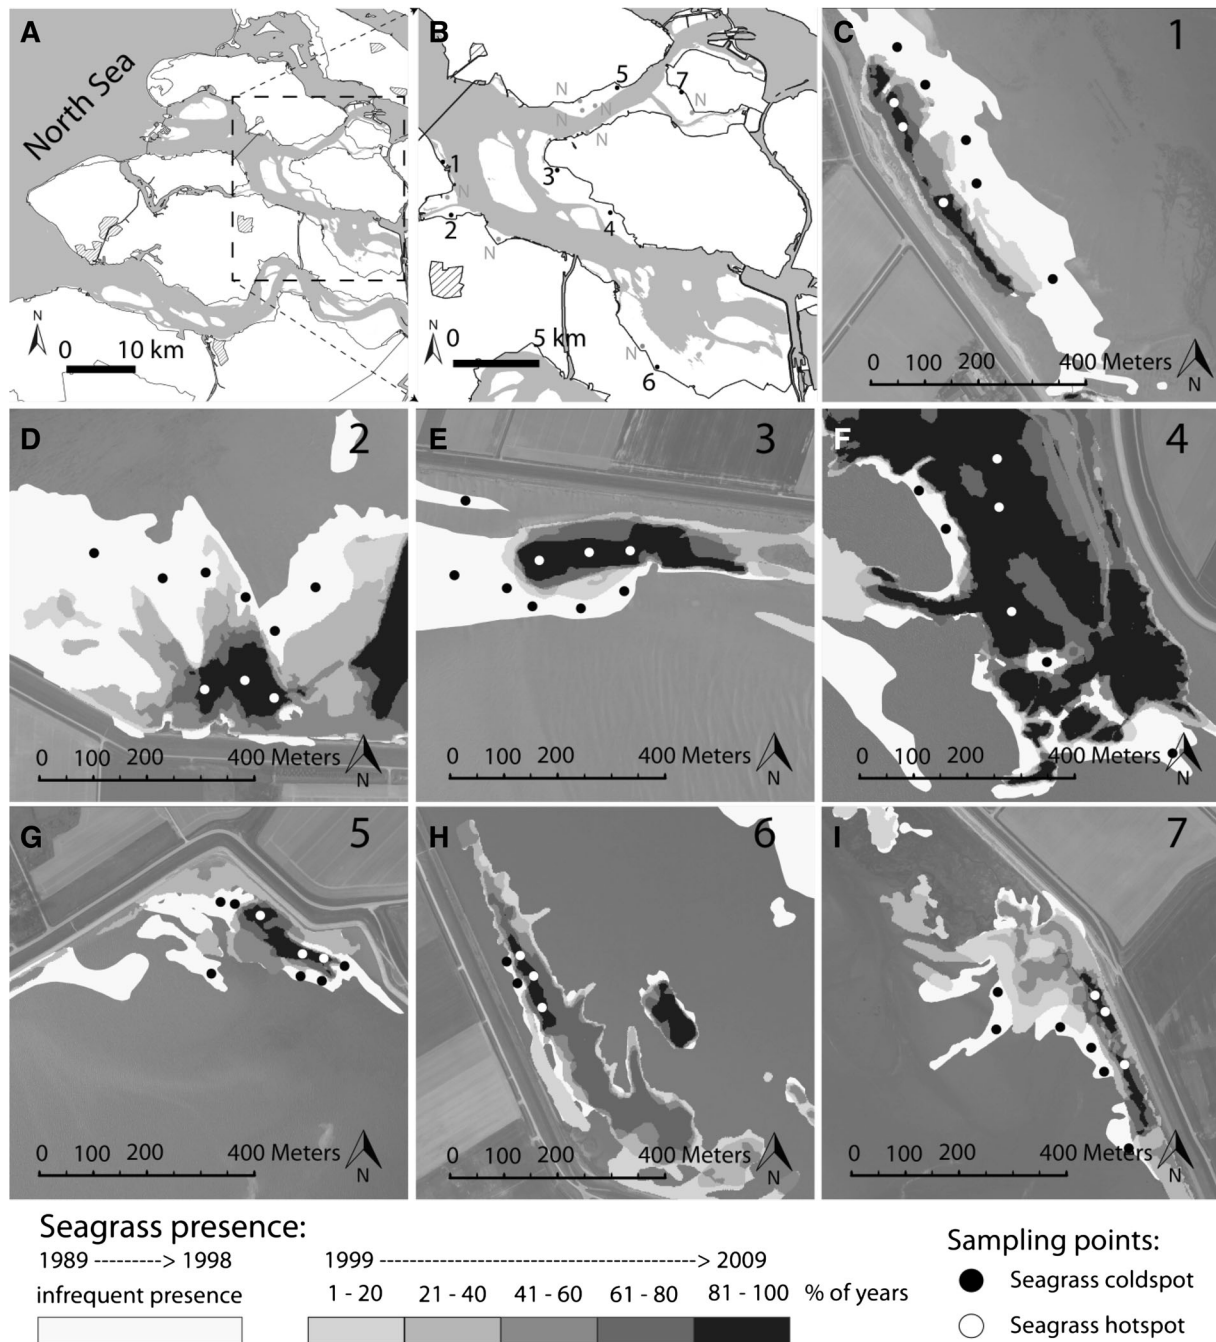 A
North Sea
N
0 10 km
B
5
7
N
N
N
N
1
3
N
2
4
N
N
6
N
0 5 km
C
1
0 200 400 Meters
100
N
D
2
0 100 200 400 Meters
N
E
3
0 100 200 400 Meters
N
F
4
0 100 200 400 Meters
N
G
5
0 100 200 400 Meters
N
H
6
0 100 200 400 Meters
N
I
7
0 100 200 400 Meters
N
Seagrass presence:
1989 ---------> 1998
1999 ------------------------------------------> 2009
infrequent presence
1 - 20 21 - 40 41 - 60 61 - 80 81 - 100 % of years
Sampling points:
Seagrass coldspot
Seagrass hotspot